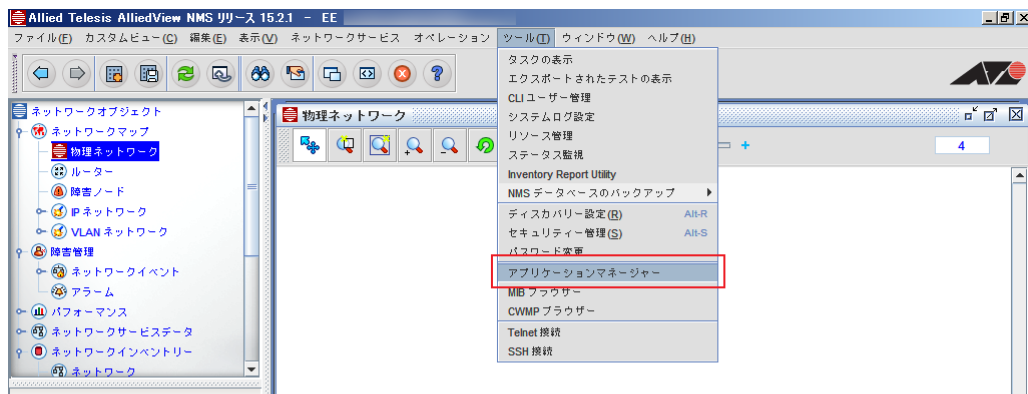 Allied Telesis AlliedView NMS リリース 15.2.1 - EE
ファイル(F) カスタムビュー(C) 編集(E) 表示(V) ネットワークサービス オペレーション ツール(T) ウィンドウ(W) ヘルプ(H)
タスクの表示
エクスポートされたテストの表示
CLI ユーザー管理
システムログ設定
リソース管理
ステータス監視
Inventory Report Utility
NMS データベースのバックアップ
ディスカバリー設定(R) Alt-R
セキュリティー管理(S) Alt-S
パスワード変更
アプリケーションマネージャー
MIB ブラウザー
CWMP ブラウザー
Telnet 接続
SSH 接続
ネットワークオブジェクト
ネットワークマップ
物理ネットワーク
ルーター
障害ノード
IP ネットワーク
VLAN ネットワーク
障害管理
ネットワークイベント
アラーム
パフォーマンス
ネットワークサービスデータ
ネットワークインベントリー
ネットワーク
物理ネットワーク
4